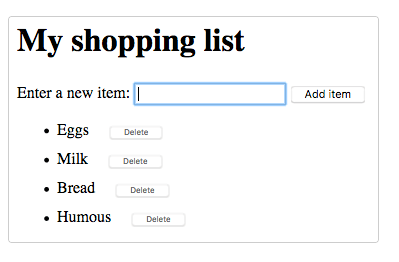 My shopping list
Enter a new item: Add item
Eggs Delete
Milk Delete
Bread Delete
Humous Delete